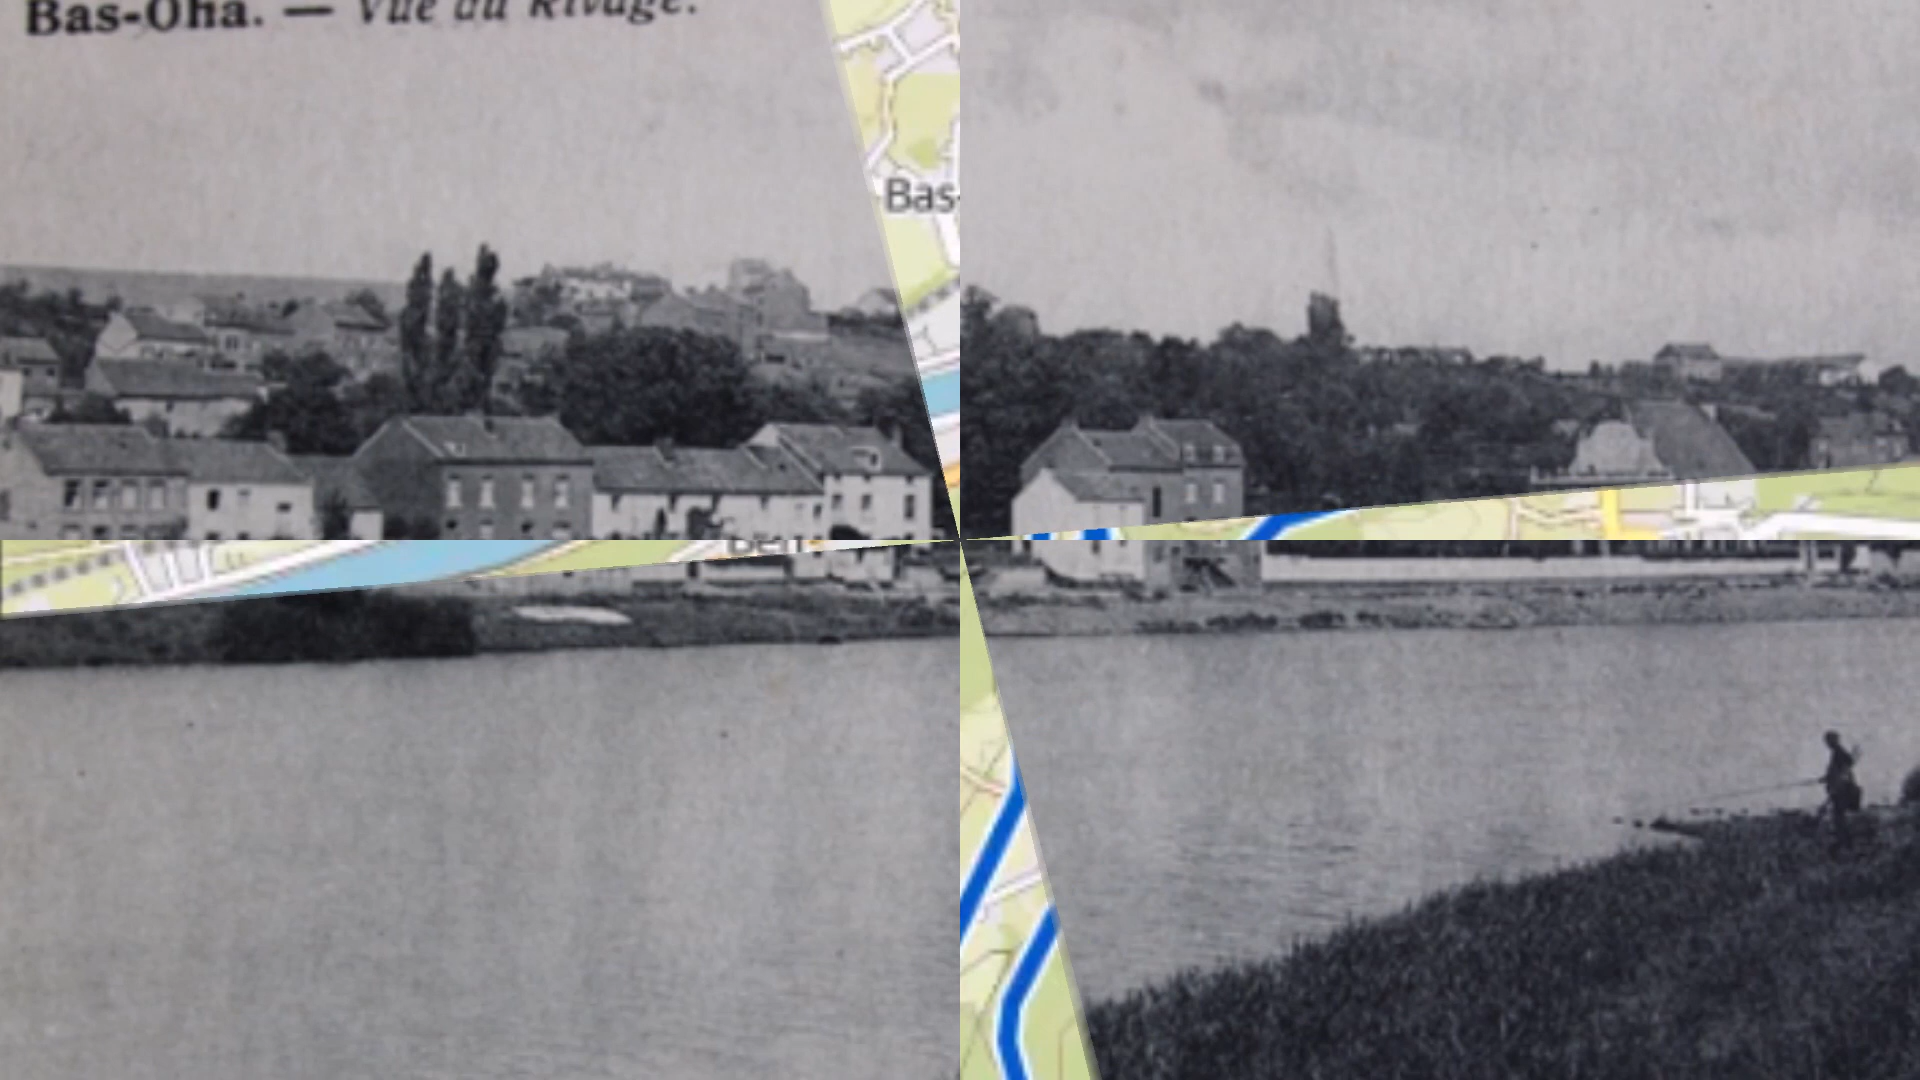 Bas-Oha. — Vue du Rivage.
Bas-